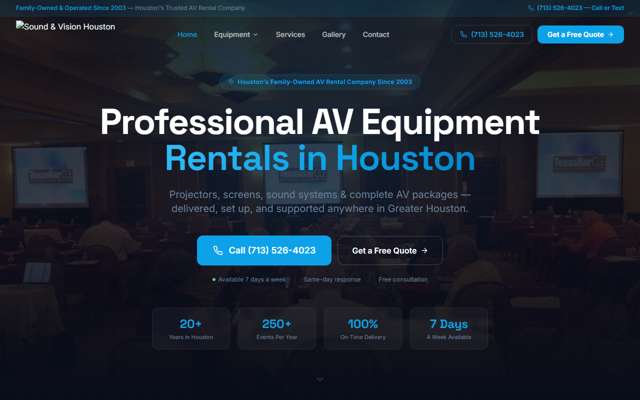 Family-Owned & Operated Since 2003 — Houston's Trusted AV Rental Company
(713) 526-4023 — Call or Text
Sound & Vision Houston
Home
Equipment
Services
Gallery
Contact
(713) 526-4023
Get a Free Quote →
Houston's Family-Owned AV Rental Company Since 2003
Professional AV Equipment
Rentals in Houston
Projectors, screens, sound systems & complete AV packages —
delivered, set up, and supported anywhere in Greater Houston.
Call (713) 526-4023
Get a Free Quote →
Available 7 days a week
Same-day response
Free consultation
20+
Years in Houston
250+
Events Per Year
100%
On-Time Delivery
7 Days
A Week Available